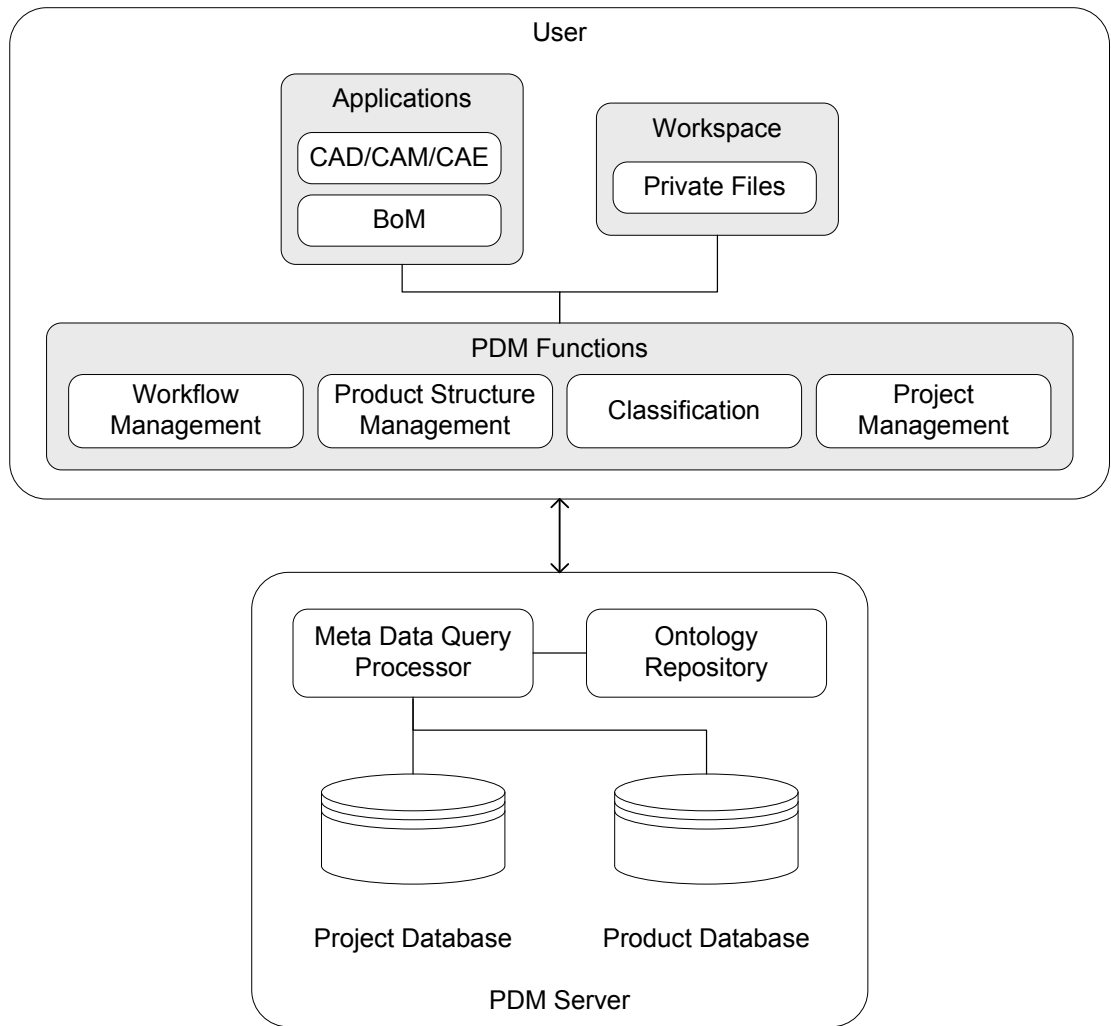 User
Applications
CAD/CAM/CAE
BoM
Workspace
Private Files
PDM Functions
Workflow
Management
Product Structure
Management
Classification
Project
Management
Meta Data Query
Processor
Ontology
Repository
Project Database
Product Database
PDM Server